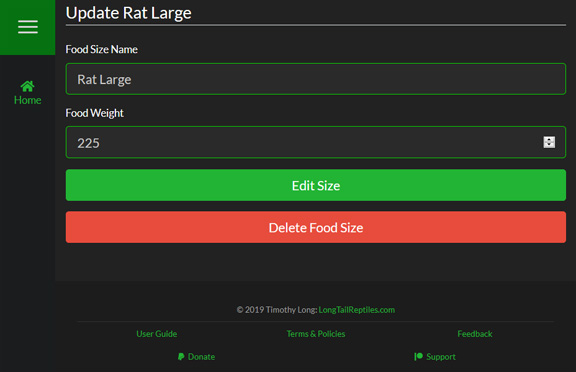 Update Rat Large
Food Size Name
Rat Large
Home
Food Weight
225
Edit Size
Delete Food Size
© 2019 Timothy Long: LongTailReptiles.com
User Guide Terms & Policies Feedback
Donate Support